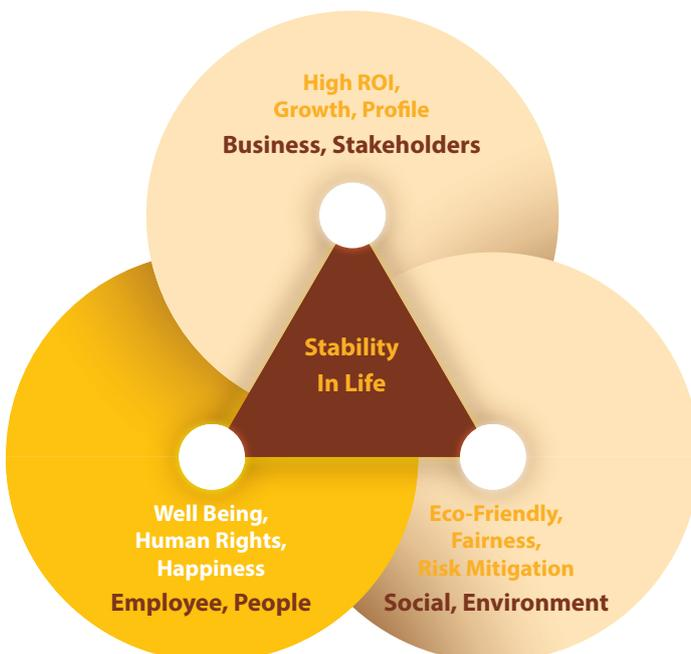 High ROI,
Growth, Profile
Business, Stakeholders
Stability
In Life
Well Being,
Human Rights,
Happiness
Employee, People
Eco-Friendly,
Fairness,
Risk Mitigation
Social, Environment